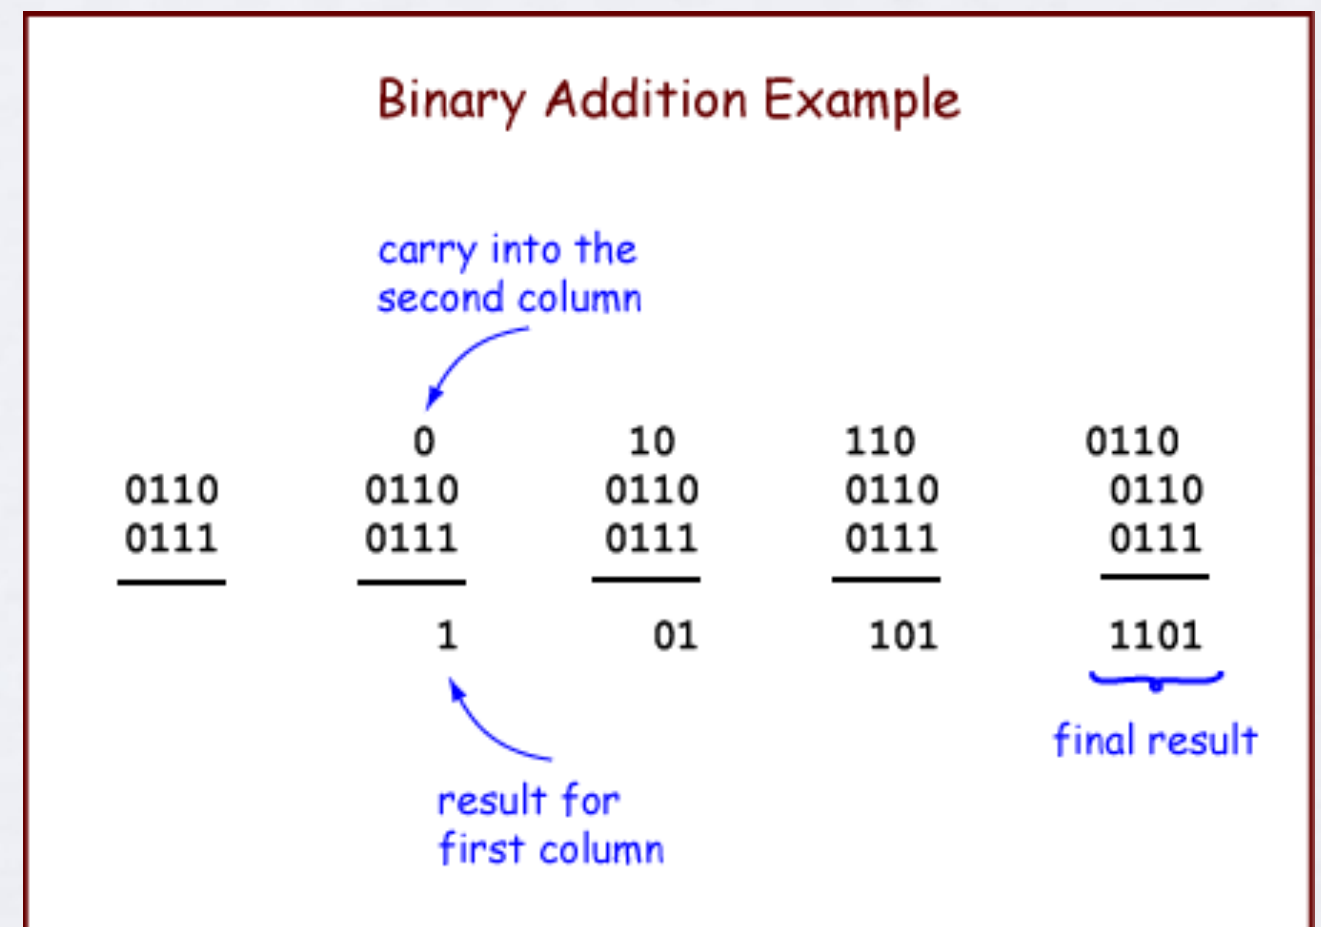 Binary Addition Example
carry into the
second column
0 10 110 0110
0110 0110 0110 0110 0110
0111 0111 0111 0111 0111
1 01 101 1101
final result
result for
first column